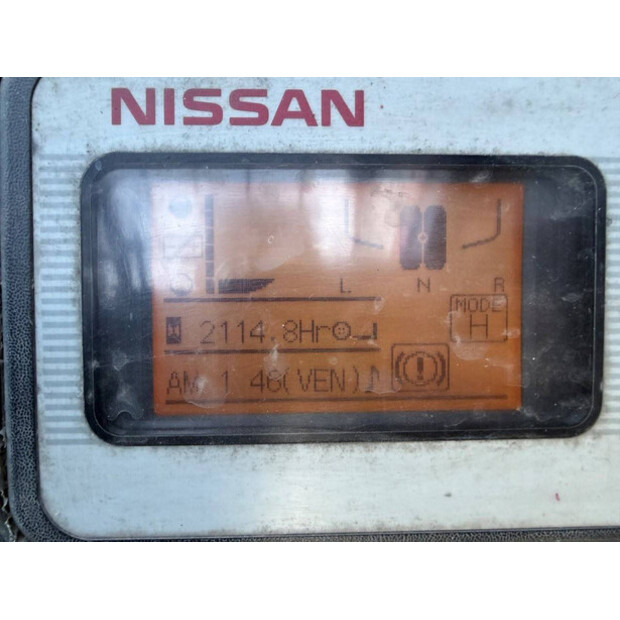 NISSAN
L N R
MODE
H
2114.8Hr
AM 1 46(VEN)